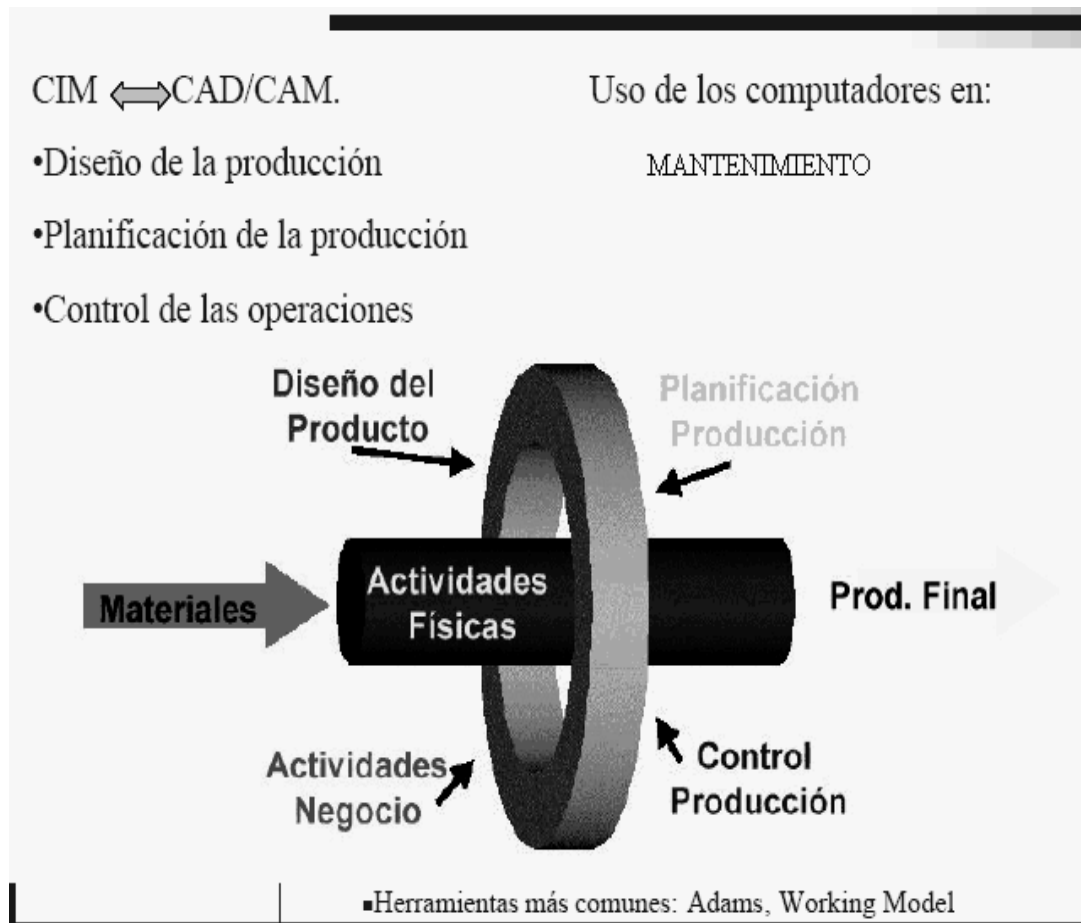 CIM CAD/CAM.
Uso de los computadores en:
•Diseño de la producción
MANTENIMIENTO
•Planificación de la producción
•Control de las operaciones
Diseño del
Producto
Planificación
Producción
Materiales
Actividades
Físicas
Prod. Final
Actividades
Negocio
Control
Producción
▪Herramientas más comunes: Adams, Working Model